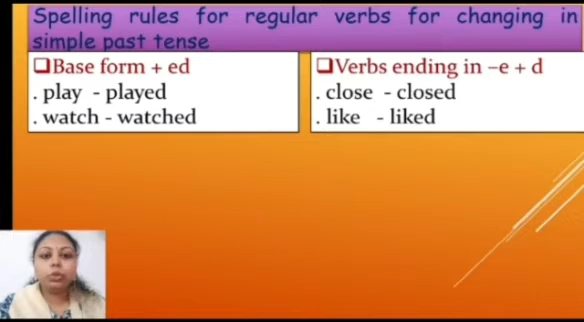 Spelling rules for regular verbs for changing in
simple past tense
❑Base form + ed
. play - played
. watch - watched
❑Verbs ending in –e + d
. close - closed
. like - liked